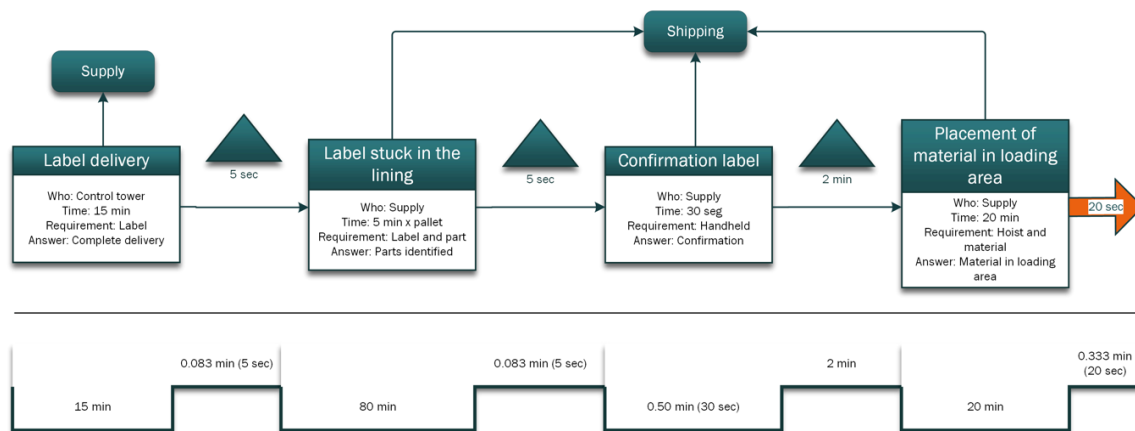 Shipping
Supply
Label delivery
Who: Control tower
Time: 15 min
Requirement: Label
Answer: Complete delivery
5 sec
Label stuck in the
lining
Who: Supply
Time: 5 min x pallet
Requirement: Label and part
Answer: Parts identified
5 sec
Confirmation label
Who: Supply
Time: 30 seg
Requirement: Handheld
Answer: Confirmation
2 min
Placement of
material in loading
area
Who: Supply
Time: 20 min
Requirement: Hoist and
material
Answer: Material in loading
area
20 sec
15 min
0.083 min (5 sec)
80 min
0.083 min (5 sec)
0.50 min (30 sec)
2 min
20 min
0.333 min
(20 sec)